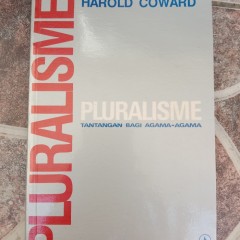 HAROLD COWARD
PLURALISME
PLURALISME
TANTANGAN BAGI AGAMA-AGAMA